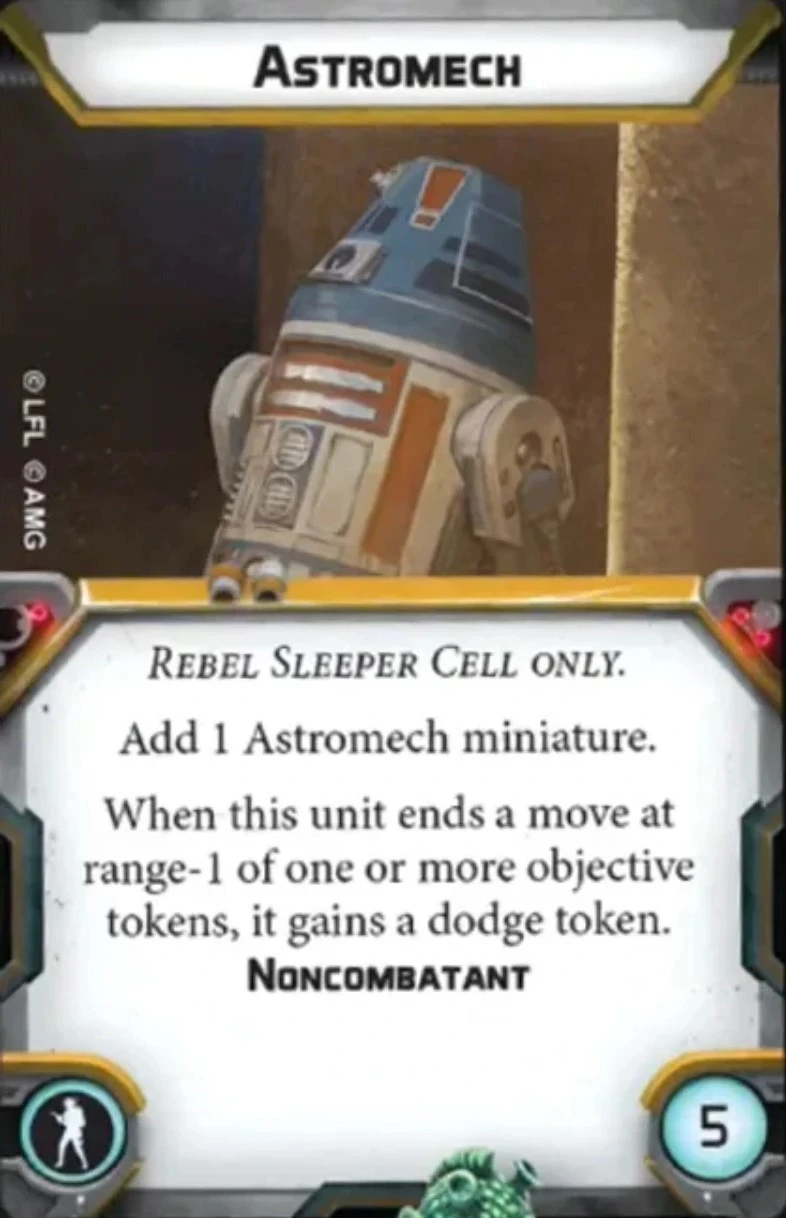 ASTROMECH
© LFL © AMG
REBEL SLEEPER CELL ONLY.
Add 1 Astromech miniature.
When this unit ends a move at
range-1 of one or more objective
tokens, it gains a dodge token.
NONCOMBATANT
5